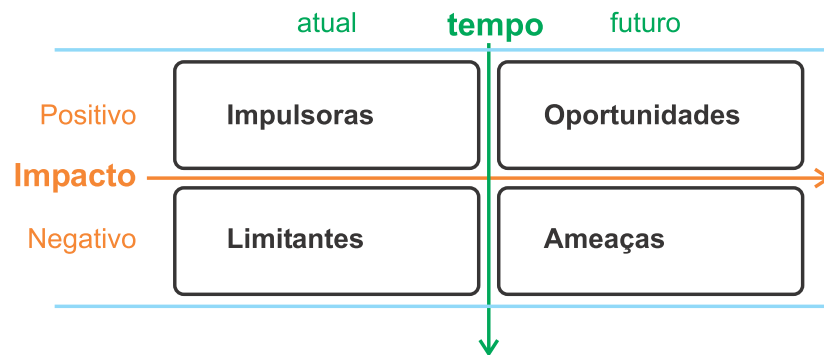 atual tempo futuro
Positivo Impulsoras Oportunidades
Impacto
Negativo Limitantes Ameaças